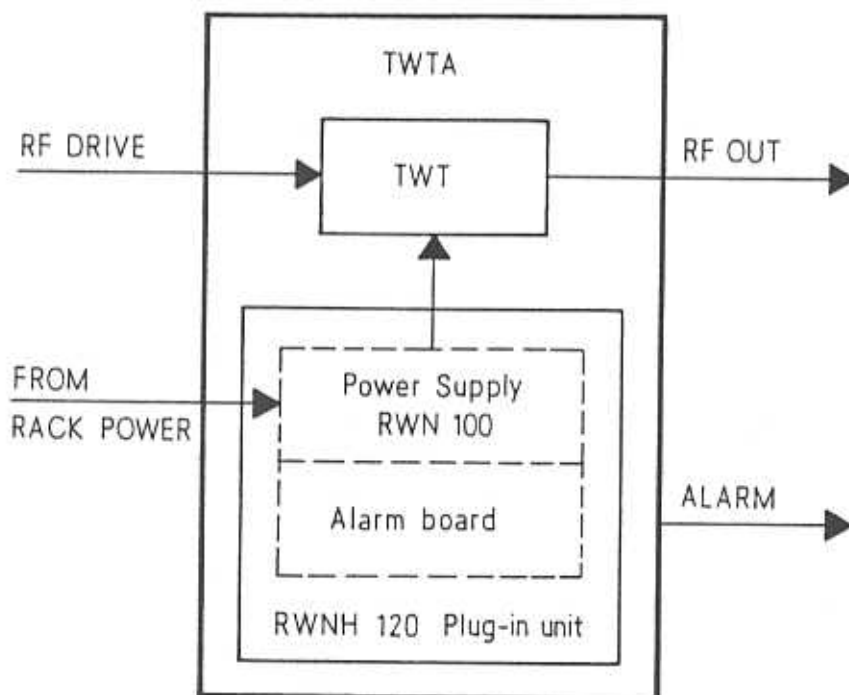 TWTA
RF DRIVE
RF OUT
TWT
FROM
RACK POWER
Power Supply
RWN 100
Alarm board
ALARM
RWNH 120 Plug-in unit